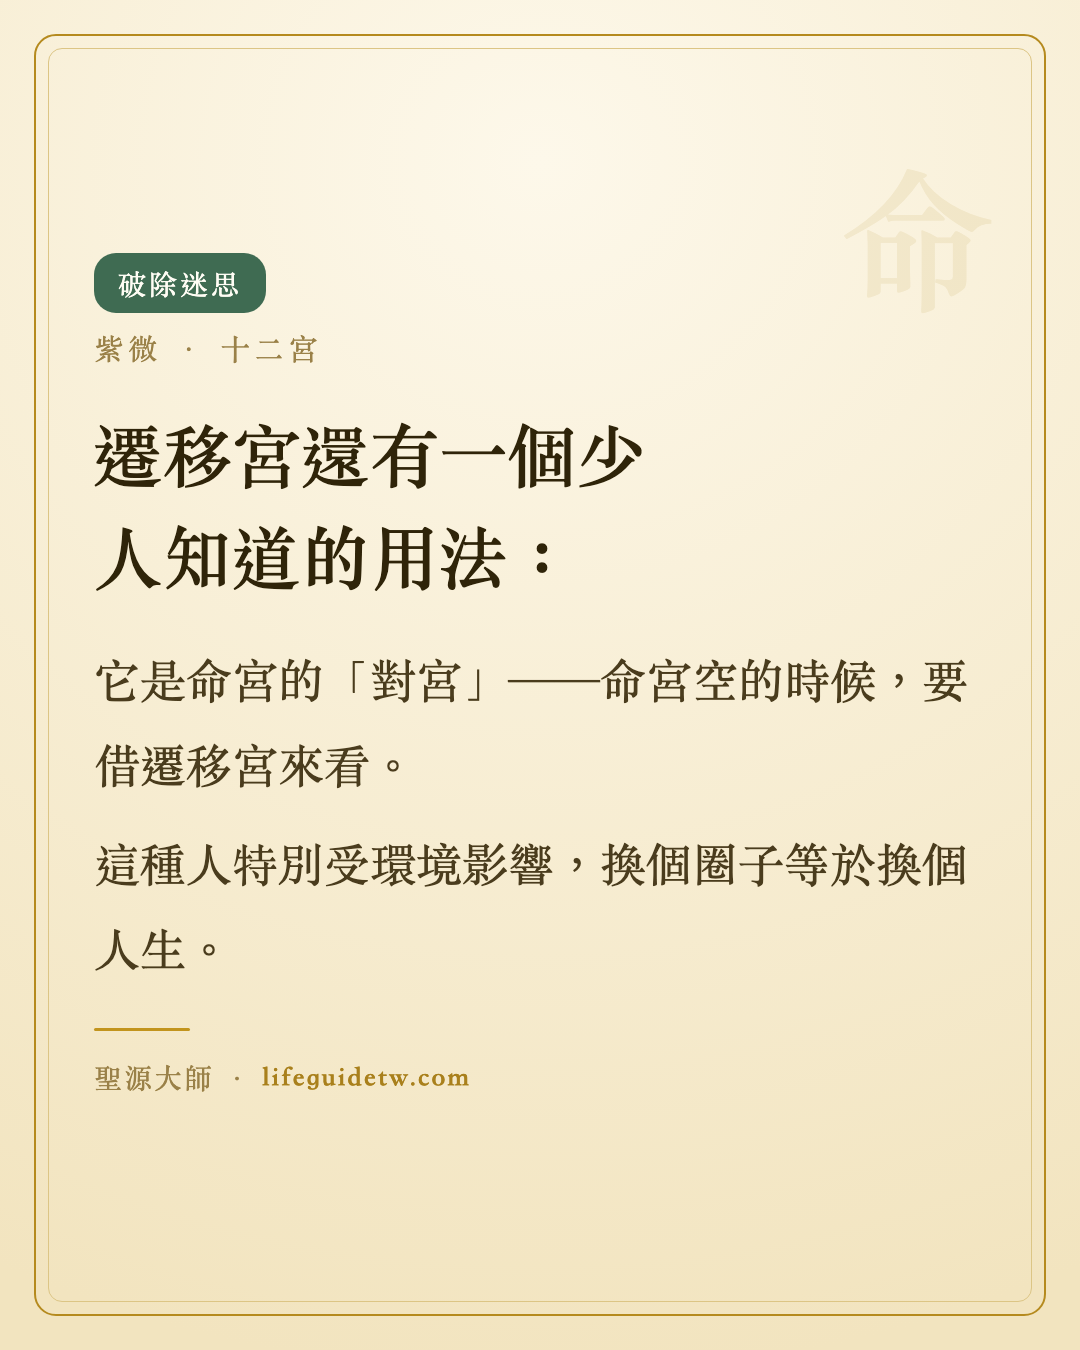 命
破除迷思
紫微 · 十二宮
遷移宮還有一個少
人知道的用法：
它是命宮的「對宮」——命宮空的時候，要
借遷移宮來看。
這種人特別受環境影響，換個圈子等於換個
人生。
聖源大師 · lifeguidetw.com